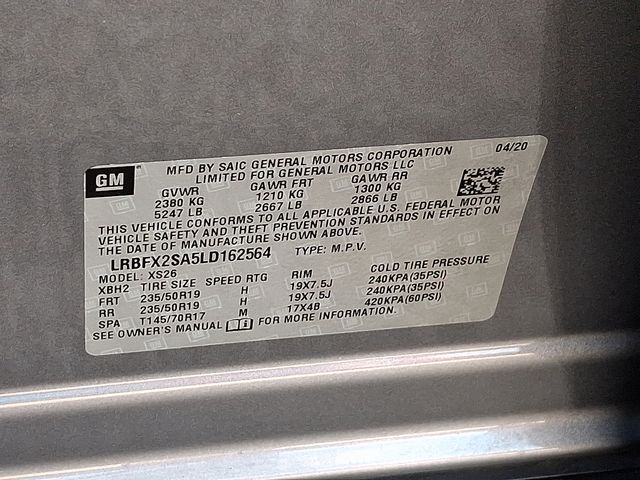 GM
MFD BY SAIC GENERAL MOTORS CORPORATION 04/20
LIMITED FOR GENERAL MOTORS LLC
GVWR GAWR FRT GAWR RR
2380 KG 1210 KG 1300 KG
5247 LB 2667 LB 2866 LB
THIS VEHICLE CONFORMS TO ALL APPLICABLE U.S. FEDERAL MOTOR
VEHICLE SAFETY AND THEFT PREVENTION STANDARDS IN EFFECT ON
THE DATE OF MANUFACTURE SHOWN ABOVE.
LRBFX2SA5LD162564 TYPE: M.P.V.
MODEL: XS26
XBH2 TIRE SIZE SPEED RTG RIM COLD TIRE PRESSURE
FRT 235/50R19 H 19X7.5J 240KPA(35PSI)
RR 235/50R19 H 19X7.5J 240KPA(35PSI)
SPA T145/70R17 M 17X4B 420KPA(60PSI)
SEE OWNER'S MANUAL FOR MORE INFORMATION.